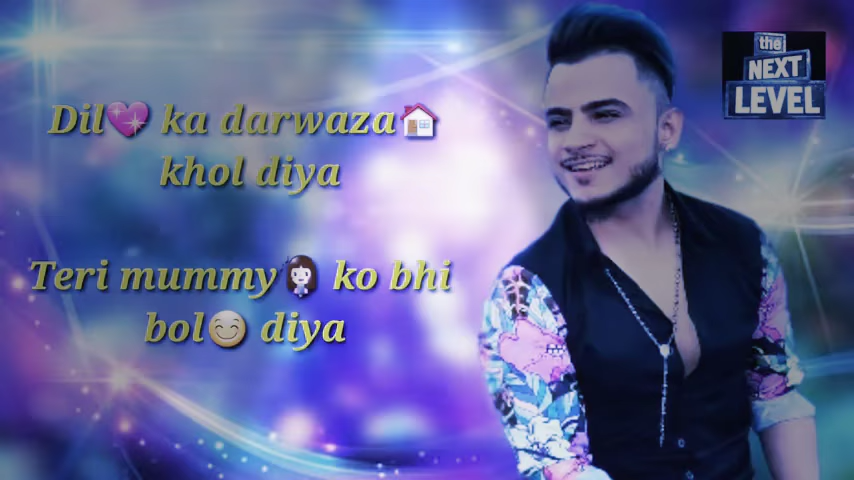 Dil💖 ka darwaza🏠
khol diya
Teri mummy👧 ko bhi
bol😊 diya
the
NEXT
LEVEL